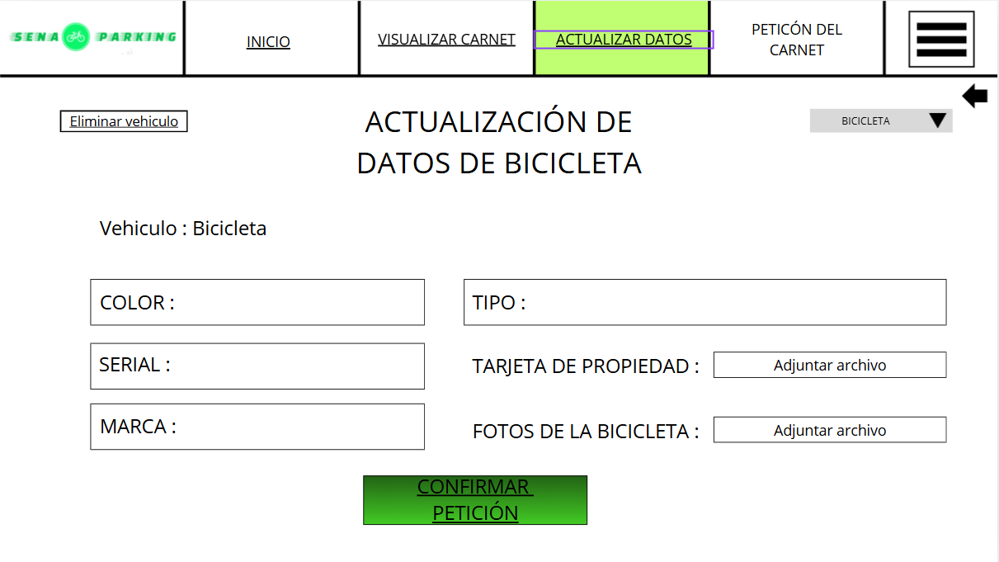 SENA PARKING
INICIO
VISUALIZAR CARNET
ACTUALIZAR DATOS
PETICÓN DEL
CARNET
Eliminar vehiculo
ACTUALIZACIÓN DE
DATOS DE BICICLETA
BICICLETA
Vehiculo : Bicicleta
COLOR :
TIPO :
SERIAL :
TARJETA DE PROPIEDAD :
Adjuntar archivo
MARCA :
FOTOS DE LA BICICLETA :
Adjuntar archivo
CONFIRMAR
PETICIÓN